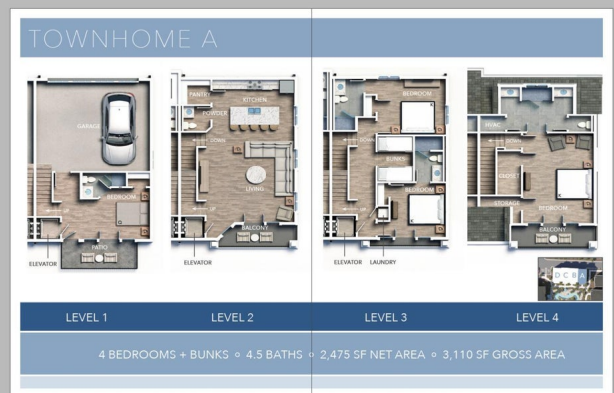 TOWNHOME A
GARAGE
BEDROOM
PATIO
ELEVATOR
PANTRY
KITCHEN
POWDER
DOWN
LIVING
UP
BALCONY
ELEVATOR
BEDROOM
DOWN
BUNKS
BEDROOM
UP
ELEVATOR
LAUNDRY
HVAC
DOWN
CLOSET
STORAGE
BEDROOM
BALCONY
D C B A
LEVEL 1
LEVEL 2
LEVEL 3
LEVEL 4
4 BEDROOMS + BUNKS ○ 4.5 BATHS ○ 2,475 SF NET AREA ○ 3,110 SF GROSS AREA